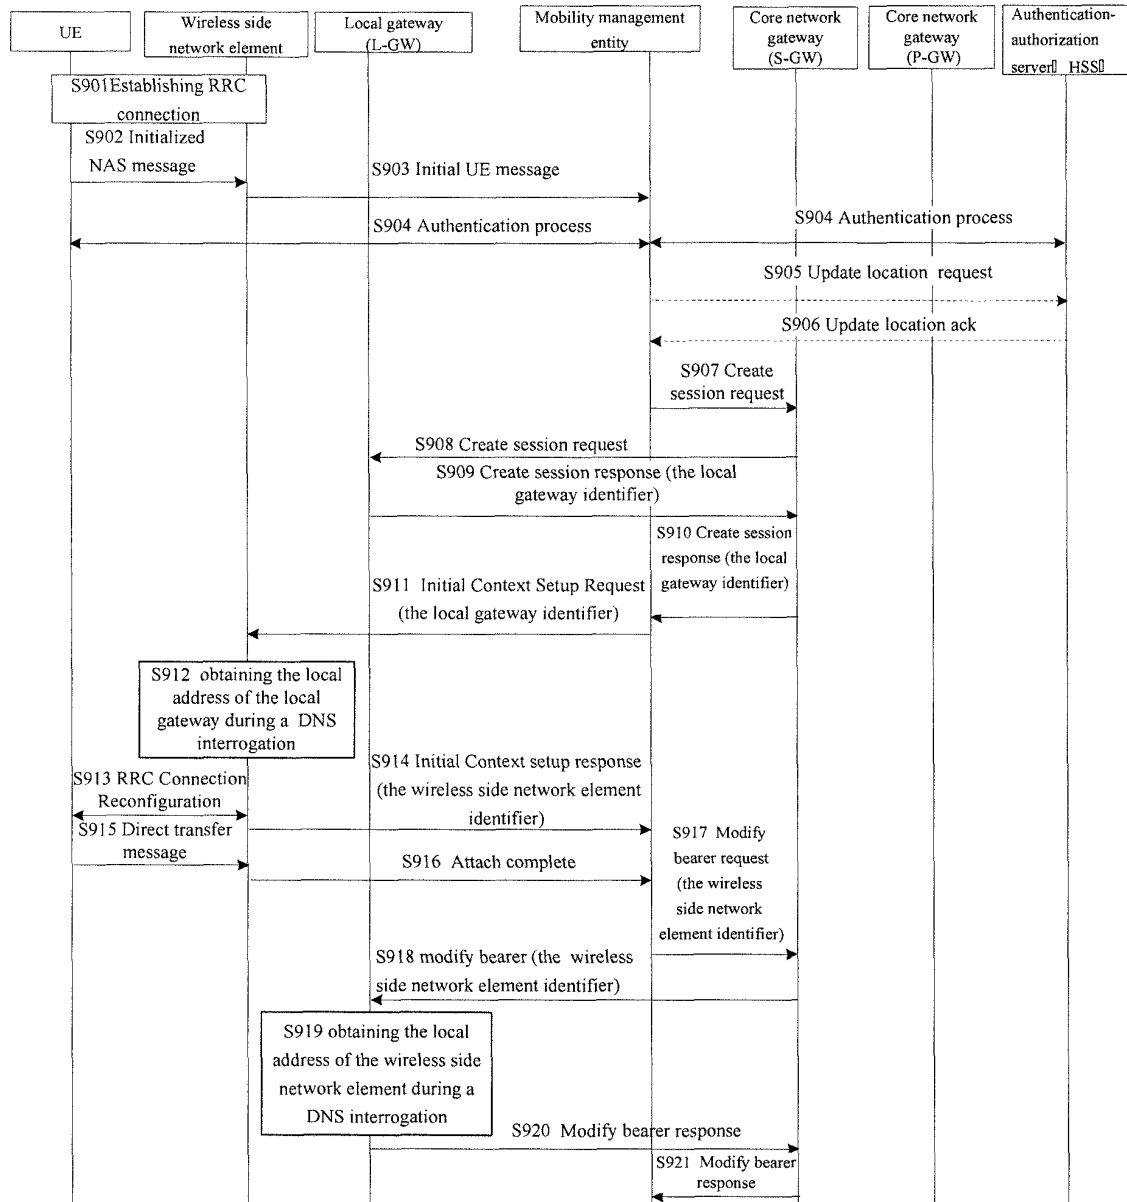 UE
Wireless side
network element
Local gateway
(L-GW)
Mobility management
entity
Core network
gateway
(S-GW)
Core network
gateway
(P-GW)
Authentication-
authorization
server▯ HSS▯
S901Establishing RRC
connection
S902 Initialized
NAS message
S903 Initial UE message
S904 Authentication process
S904 Authentication process
S905 Update location request
S906 Update location ack
S907 Create
session request
S908 Create session request
S909 Create session response (the local
gateway identifier)
S910 Create session
response (the local
gateway identifier)
S911 Initial Context Setup Request
(the local gateway identifier)
S912 obtaining the local
address of the local
gateway during a DNS
interrogation
S913 RRC Connection
Reconfiguration
S914 Initial Context setup response
(the wireless side network element
identifier)
S915 Direct transfer
message
S916 Attach complete
S917 Modify
bearer request
(the wireless
side network
element identifier)
S918 modify bearer (the wireless
side network element identifier)
S919 obtaining the local
address of the wireless side
network element during a
DNS interrogation
S920 Modify bearer response
S921 Modify bearer
response